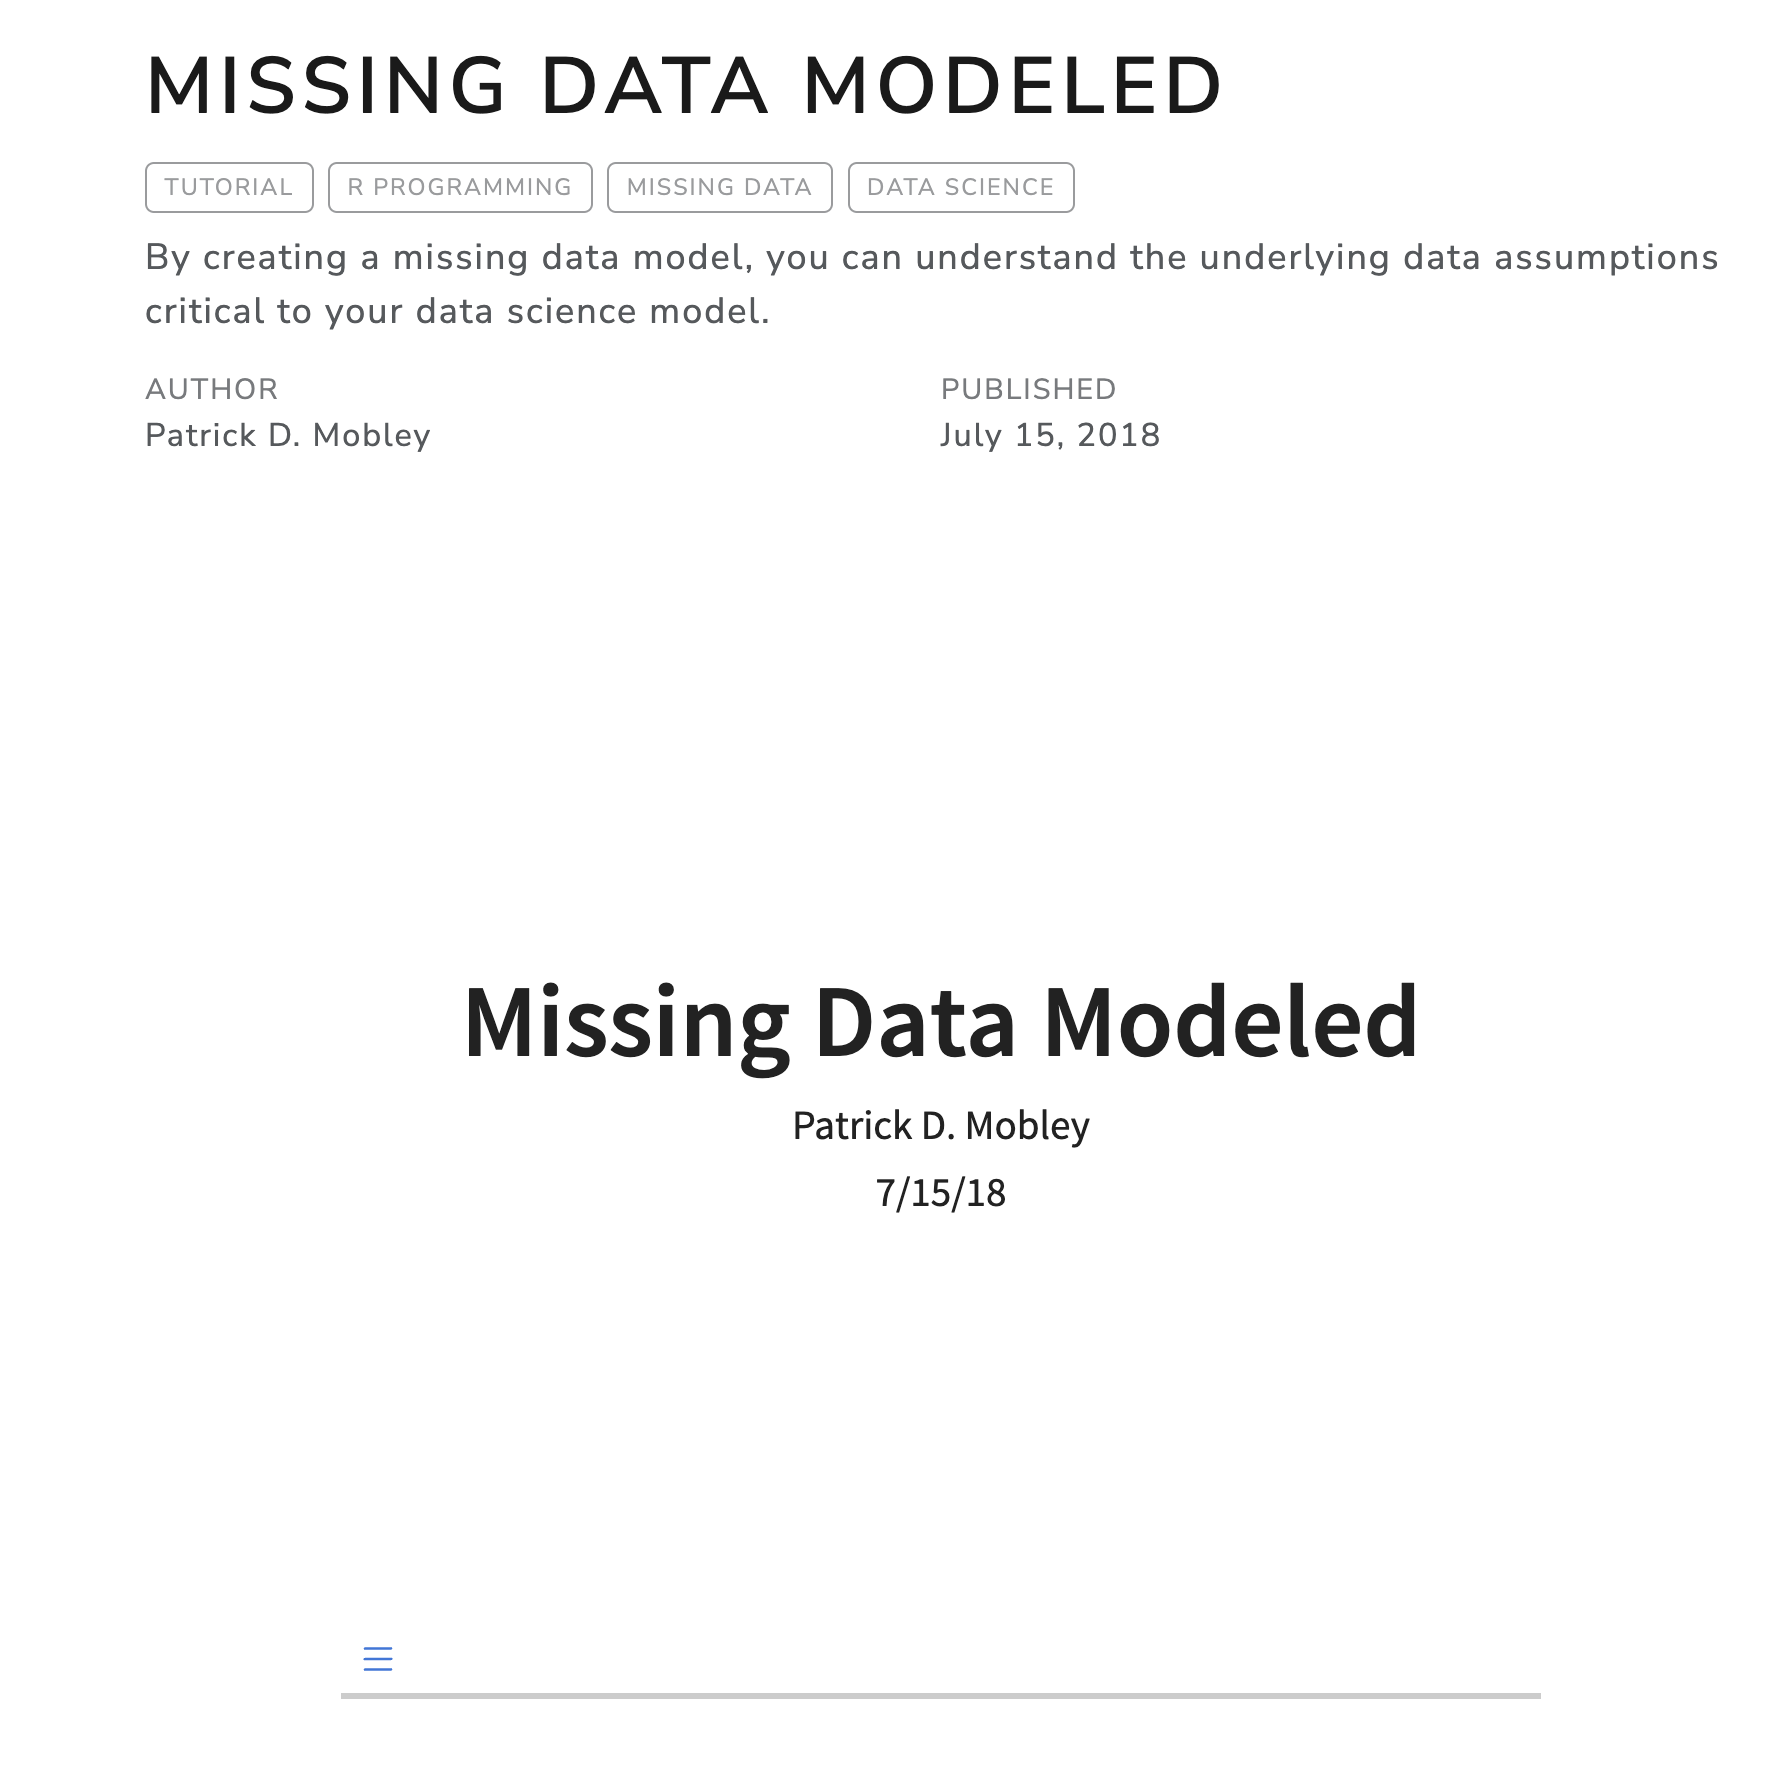 MISSING DATA MODELED
TUTORIAL R PROGRAMMING MISSING DATA DATA SCIENCE
By creating a missing data model, you can understand the underlying data assumptions
critical to your data science model.
AUTHOR
Patrick D. Mobley
PUBLISHED
July 15, 2018
Missing Data Modeled
Patrick D. Mobley
7/15/18